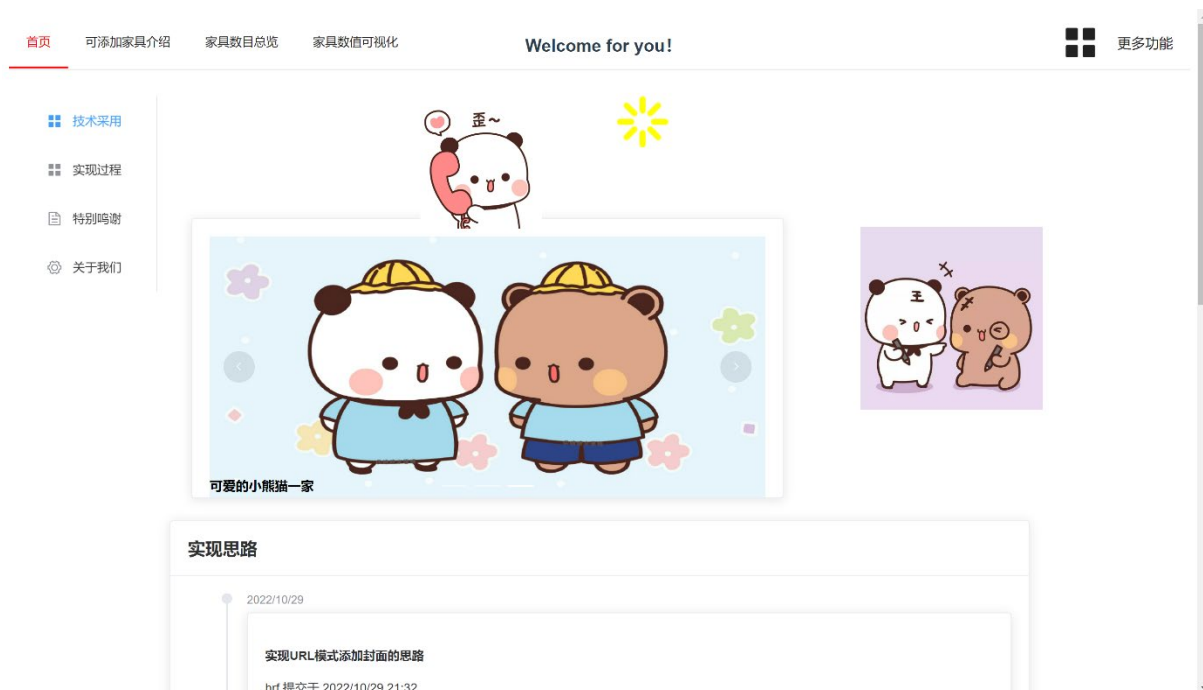 首页
可添加家具介绍
家具数目总览
家具数值可视化
Welcome for you!
更多功能
技术采用
实现过程
特别鸣谢
关于我们
歪~
王
可爱的小熊猫一家
实现思路
2022/10/29
实现URL模式添加封面的思路
hrf 提交于 2022/10/29 21:32